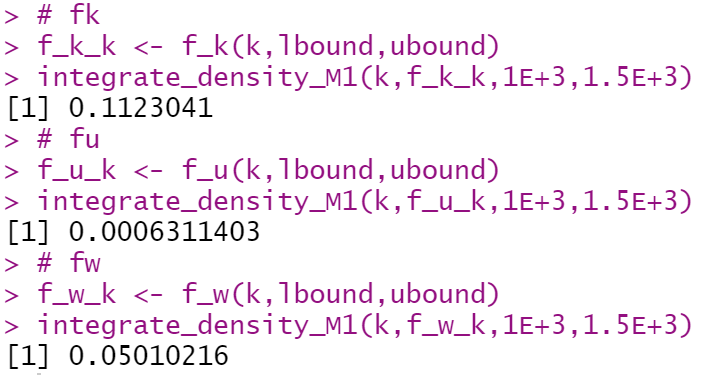 > # fk
> f_k_k <- f_k(k,lbound,ubound)
> integrate_density_M1(k,f_k_k,1E+3,1.5E+3)
[1] 0.1123041
> # fu
> f_u_k <- f_u(k,lbound,ubound)
> integrate_density_M1(k,f_u_k,1E+3,1.5E+3)
[1] 0.0006311403
> # fw
> f_w_k <- f_w(k,lbound,ubound)
> integrate_density_M1(k,f_w_k,1E+3,1.5E+3)
[1] 0.05010216